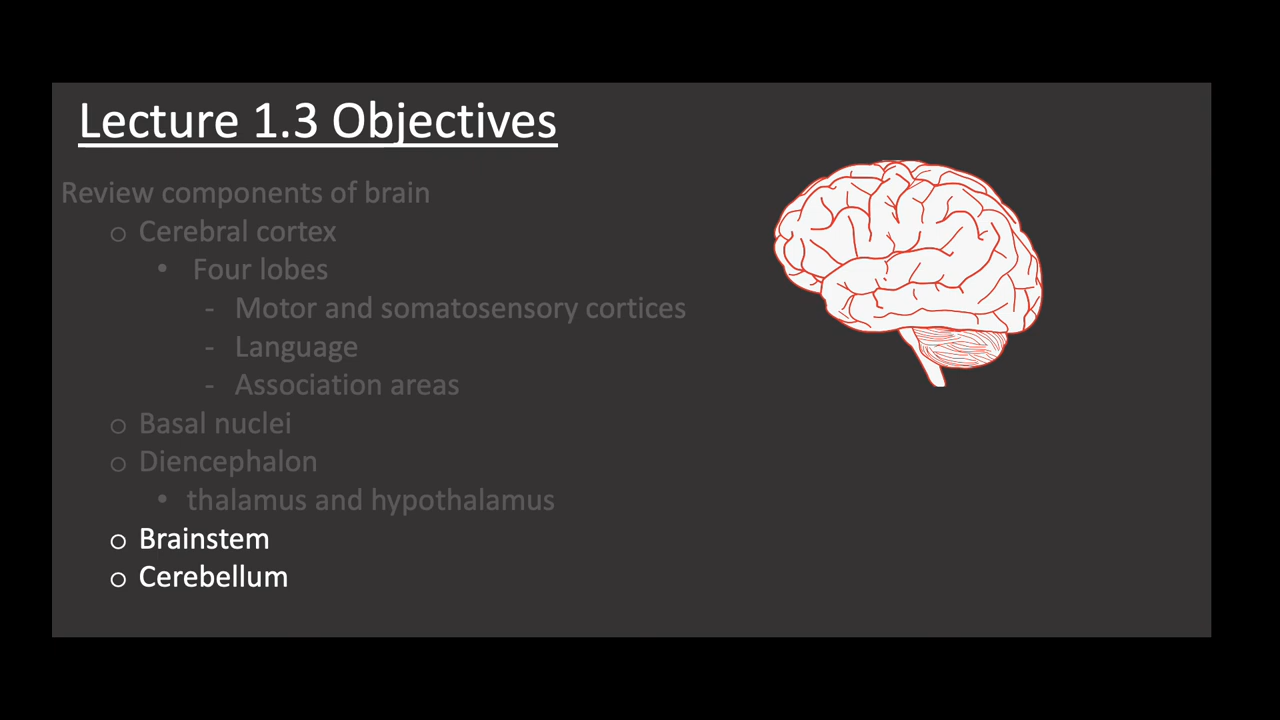 Lecture 1.3 Objectives
Review components of brain
o Cerebral cortex
• Four lobes
- Motor and somatosensory cortices
- Language
- Association areas
o Basal nuclei
o Diencephalon
• thalamus and hypothalamus
o Brainstem
o Cerebellum